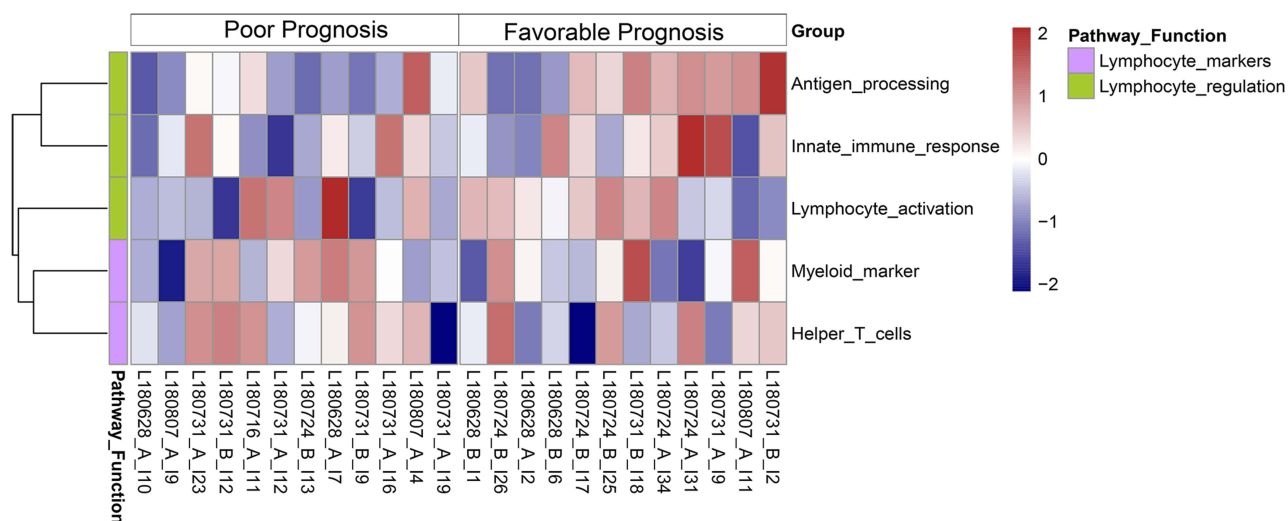 Poor Prognosis
Favorable Prognosis
Group
Antigen_processing
Innate_immune_response
Lymphocyte_activation
Myeloid_marker
Helper_T_cells
2
1
0
−1
−2
Pathway_Function
Lymphocyte_markers
Lymphocyte_regulation
Pathway_Function
L180628_A_I10
L180807_A_I9
L180731_A_I23
L180731_B_I12
L180716_A_I11
L180731_A_I12
L180724_B_I13
L180628_A_I7
L180731_B_I9
L180731_A_I16
L180807_A_I4
L180731_A_I19
L180628_B_I1
L180724_B_I26
L180628_A_I2
L180628_B_I6
L180724_B_I17
L180724_B_I25
L180731_B_I18
L180724_A_I34
L180724_A_I31
L180731_A_I9
L180807_A_I11
L180731_B_I2